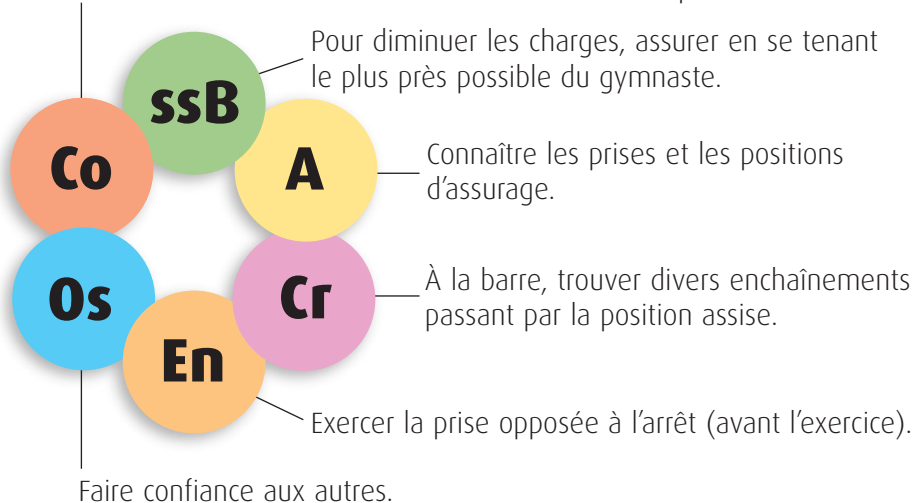 Pour diminuer les charges, assurer en se tenant
le plus près possible du gymnaste.
ssB
Co
A
Connaître les prises et les positions
d’assurage.
Os
Cr
À la barre, trouver divers enchaînements
passant par la position assise.
En
Exercer la prise opposée à l’arrêt (avant l’exercice).
Faire confiance aux autres.